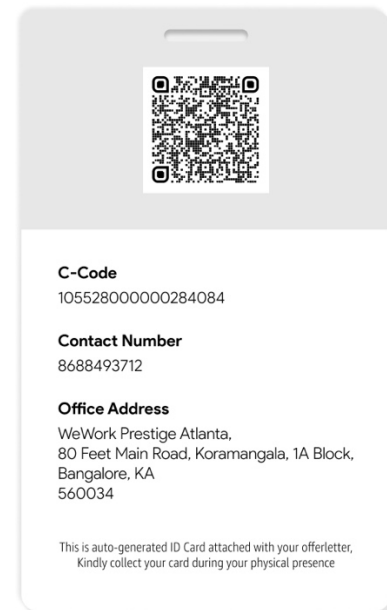 C-Code
105528000000284084
Contact Number
8688493712
Office Address
WeWork Prestige Atlanta,
80 Feet Main Road, Koramangala, 1A Block,
Bangalore, KA
560034
This is auto-generated ID Card attached with your offerletter,
Kindly collect your card during your physical presence